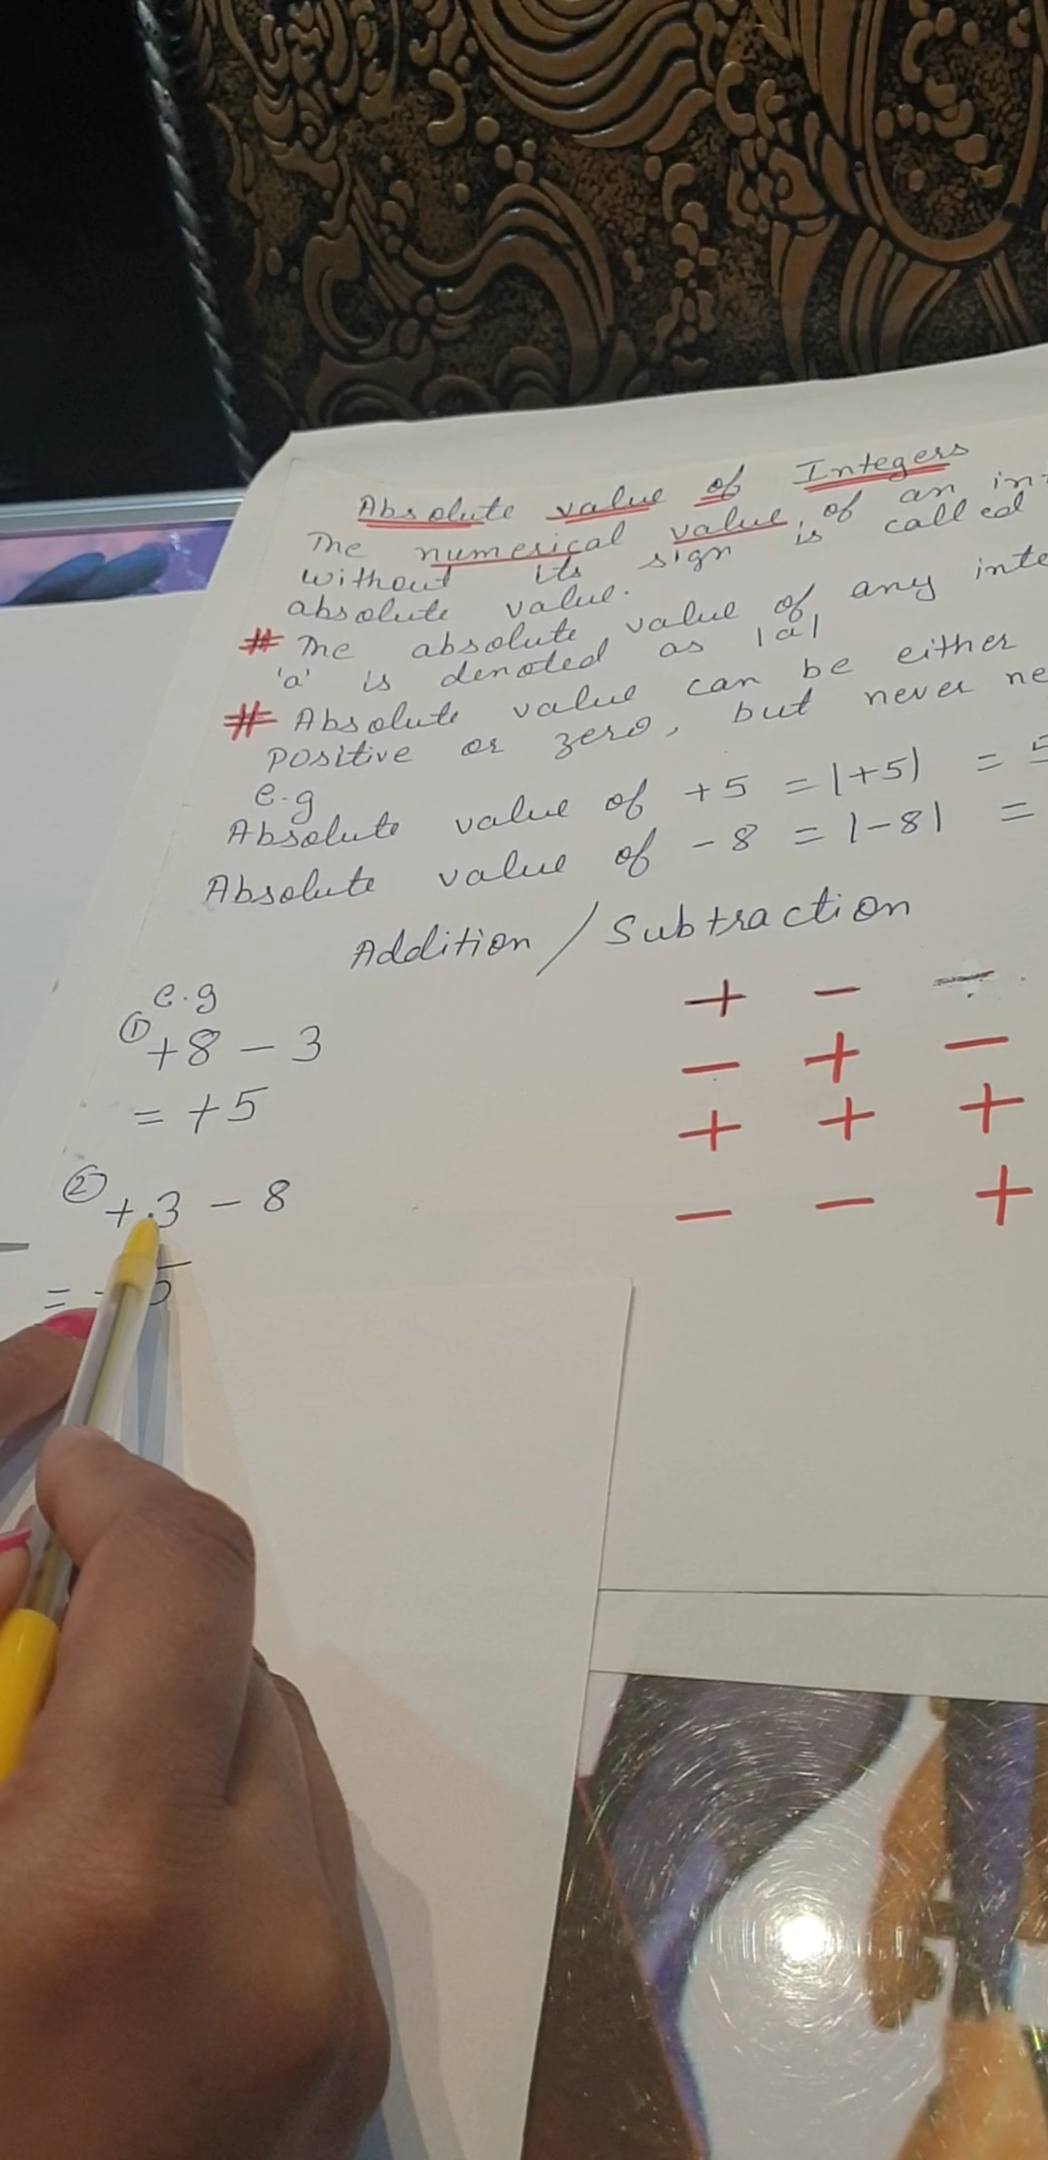 Absolute value of Integers
The numerical value of an in
without its sign is called
absolute value.
# The absolute value of any inte
'a' is denoted as |a|
# Absolute value can be either
positive or zero, but never ne
e.g
Absolute value of +5 = |+5| = 5
Absolute value of -8 = |-8| =
Addition / Subtraction
e.g
① +8 - 3
= +5
② +3 - 8
= - 5
+ - -
- + -
+ + +
- - +